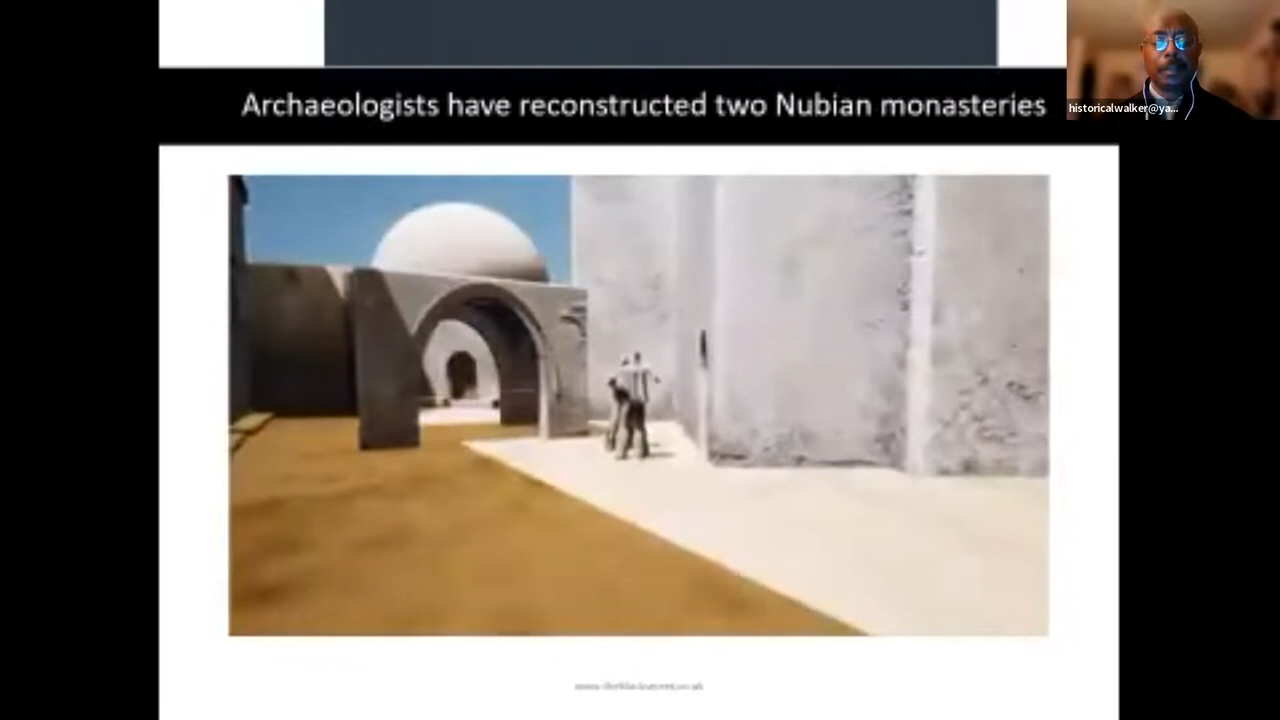 Archaeologists have reconstructed two Nubian monasteries
historicalwalker@ya...